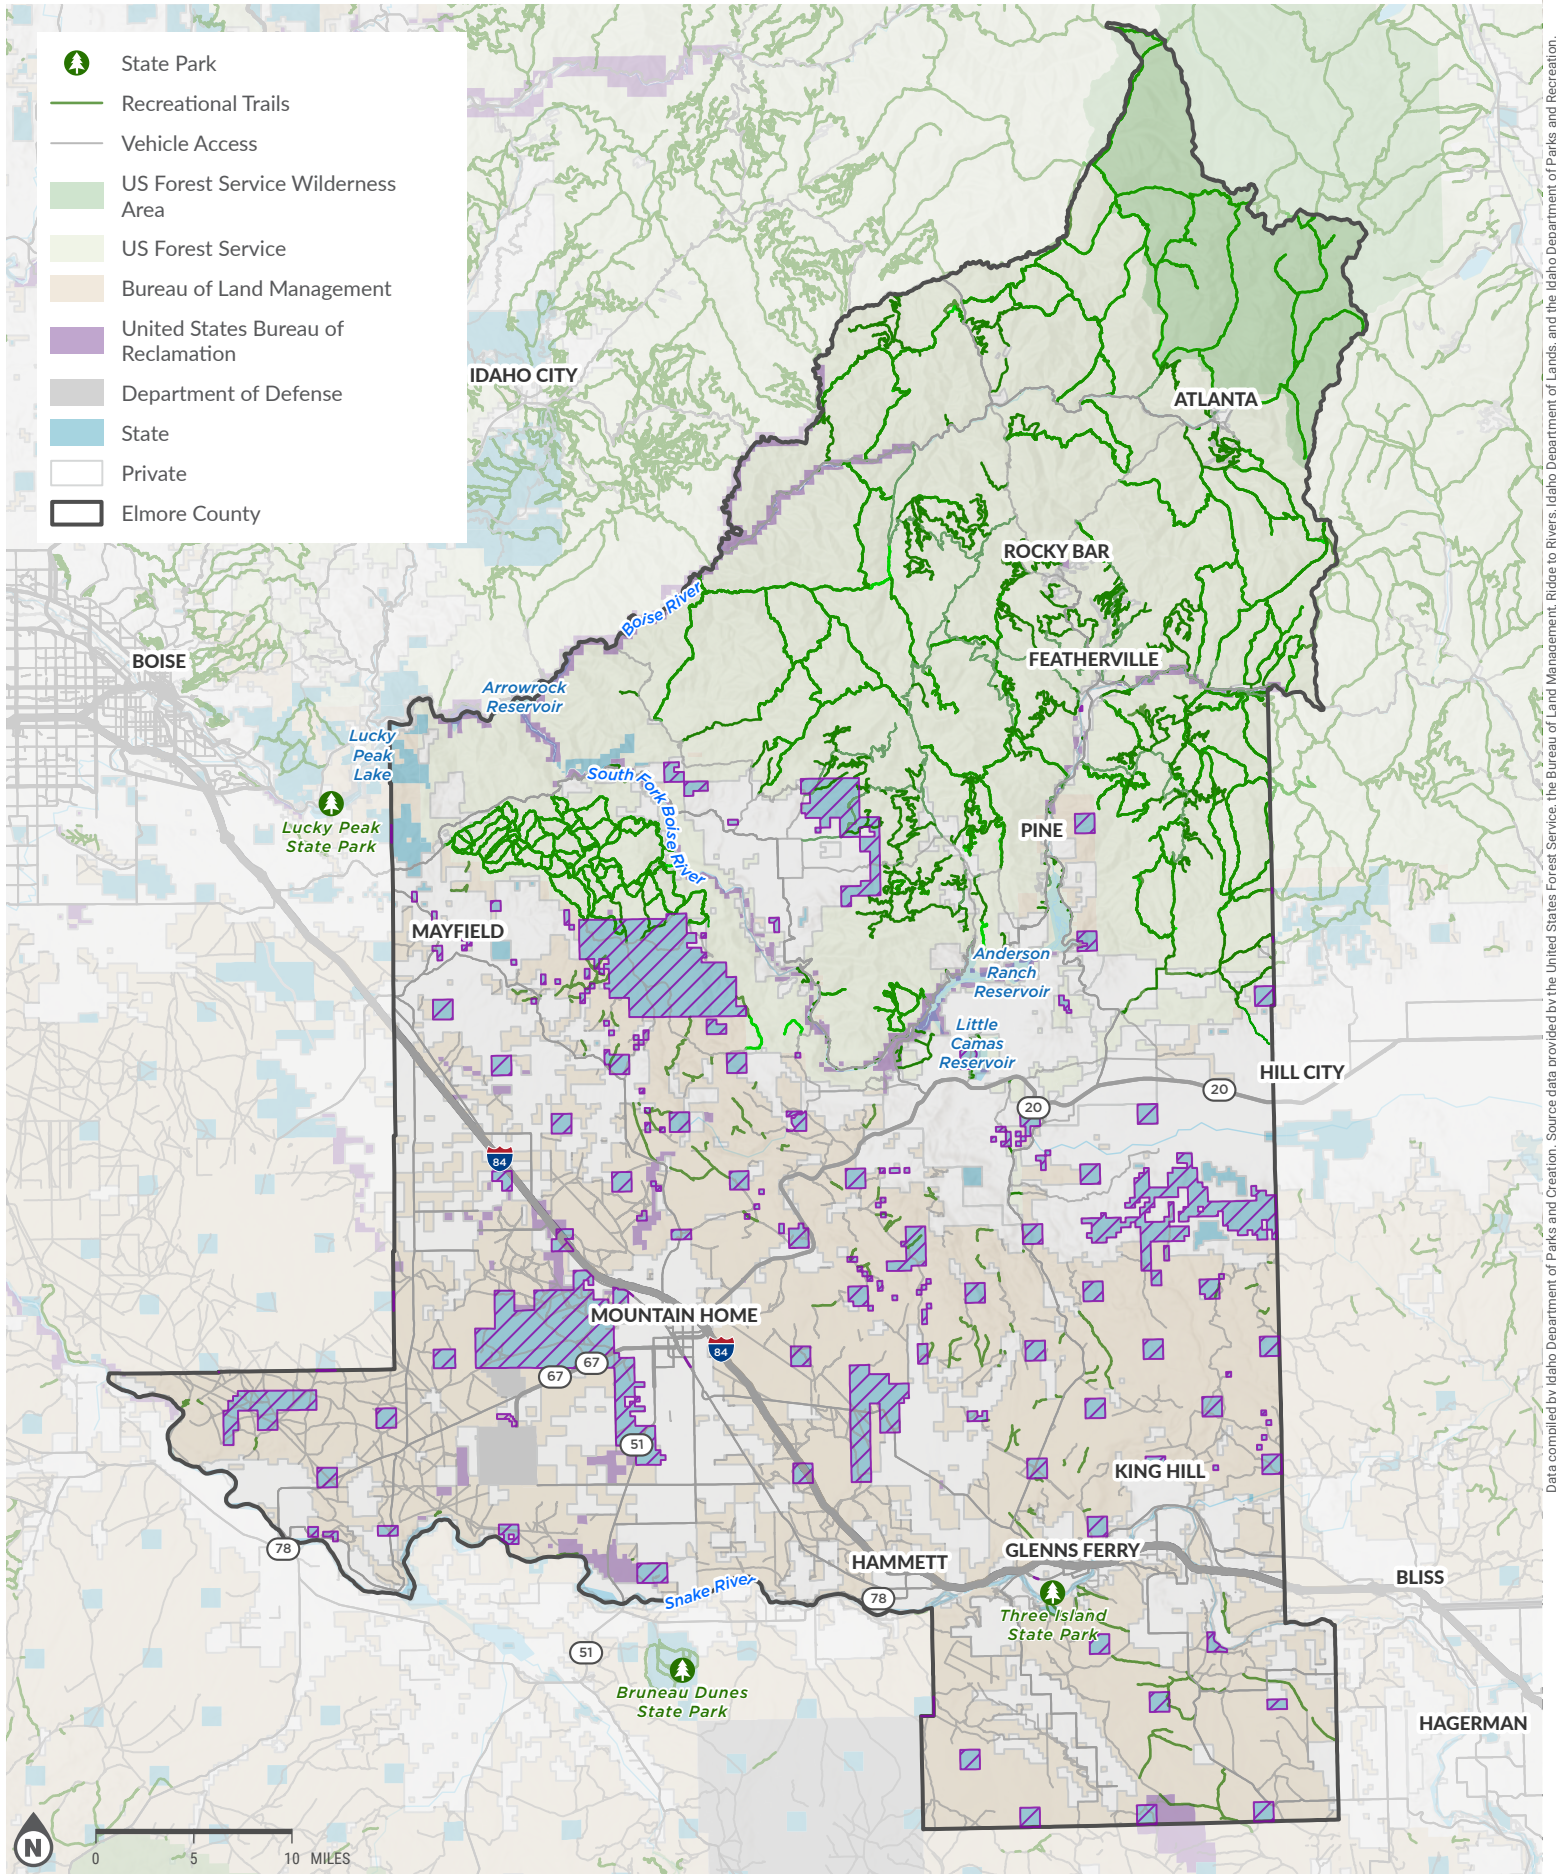 State Park
Recreational Trails
Vehicle Access
US Forest Service Wilderness
Area
US Forest Service
Bureau of Land Management
United States Bureau of
Reclamation
Department of Defense
State
Private
Elmore County
IDAHO CITY
ATLANTA
ROCKY BAR
Boise River
BOISE
FEATHERVILLE
Arrowrock
Reservoir
Lucky
Peak
Lake
South Fork Boise River
Lucky Peak
State Park
PINE
MAYFIELD
Anderson
Ranch
Reservoir
Little
Camas
Reservoir
HILL CITY
20
20
84
MOUNTAIN HOME
84
67
67
51
KING HILL
78
GLENNS FERRY
HAMMETT
BLISS
Snake River
78
Three Island
State Park
51
Bruneau Dunes
State Park
HAGERMAN
N
0 5 10 MILES
Data compiled by Idaho Department of Parks and Creation. Source data provided by the United States Forest Service, the Bureau of Land Management, Ridge to Rivers, Idaho Department of Lands, and the Idaho Department of Parks and Recreation.